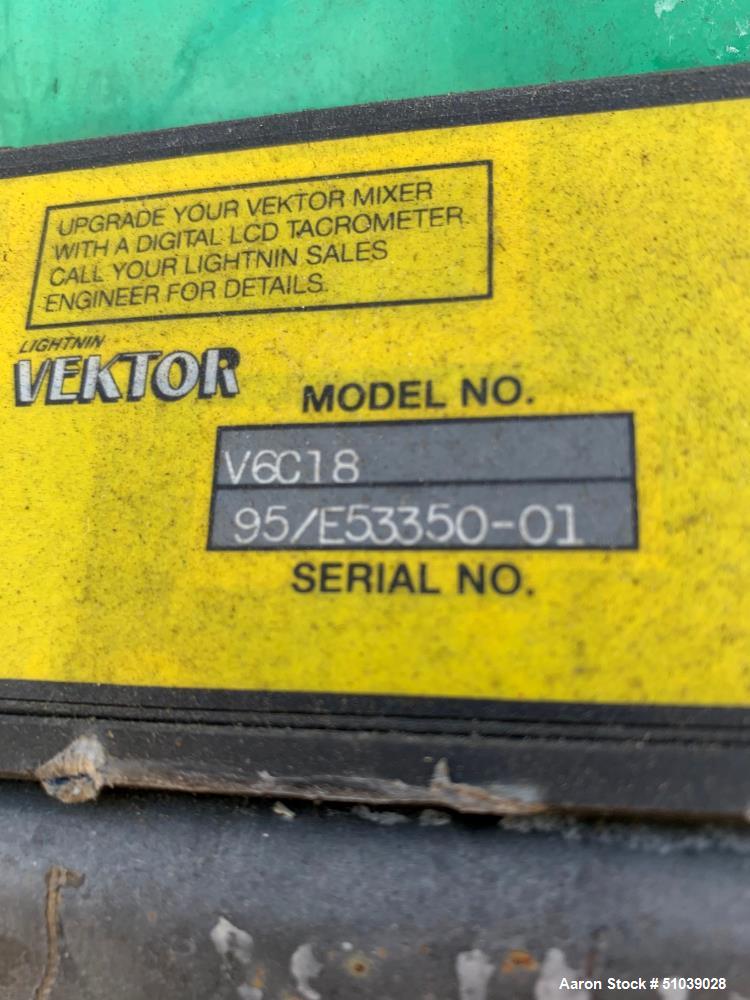 UPGRADE YOUR VEKTOR MIXER
WITH A DIGITAL LCD TACROMETER
CALL YOUR LIGHTNIN SALES
ENGINEER FOR DETAILS.
LIGHTNIN
VEKTOR
MODEL NO.
V6C18
95/E53350-01
SERIAL NO.
Aaron Stock # 51039028